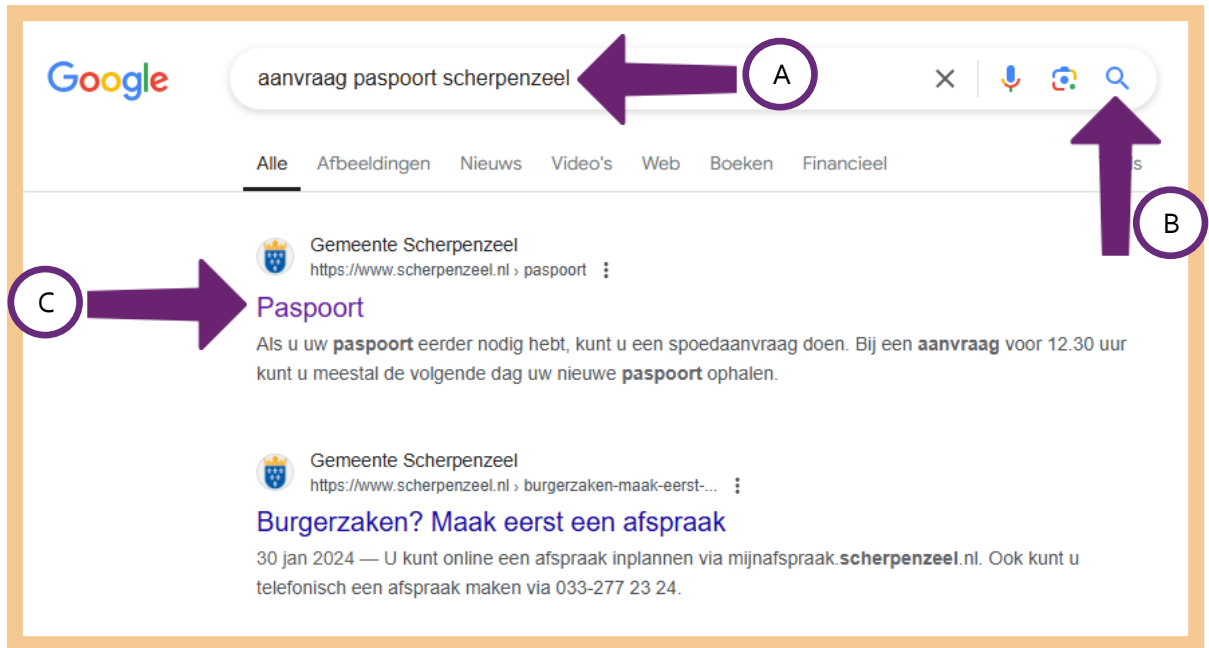 Google
aanvraag paspoort scherpenzeel
A
Alle Afbeeldingen Nieuws Video's Web Boeken Financieel
B
Gemeente Scherpenzeel
https://www.scherpenzeel.nl › paspoort
C
Paspoort
Als u uw paspoort eerder nodig hebt, kunt u een spoedaanvraag doen. Bij een aanvraag voor 12.30 uur
kunt u meestal de volgende dag uw nieuwe paspoort ophalen.
Gemeente Scherpenzeel
https://www.scherpenzeel.nl › burgerzaken-maak-eerst-...
Burgerzaken? Maak eerst een afspraak
30 jan 2024 — U kunt online een afspraak inplannen via mijnafspraak.scherpenzeel.nl. Ook kunt u
telefonisch een afspraak maken via 033-277 23 24.